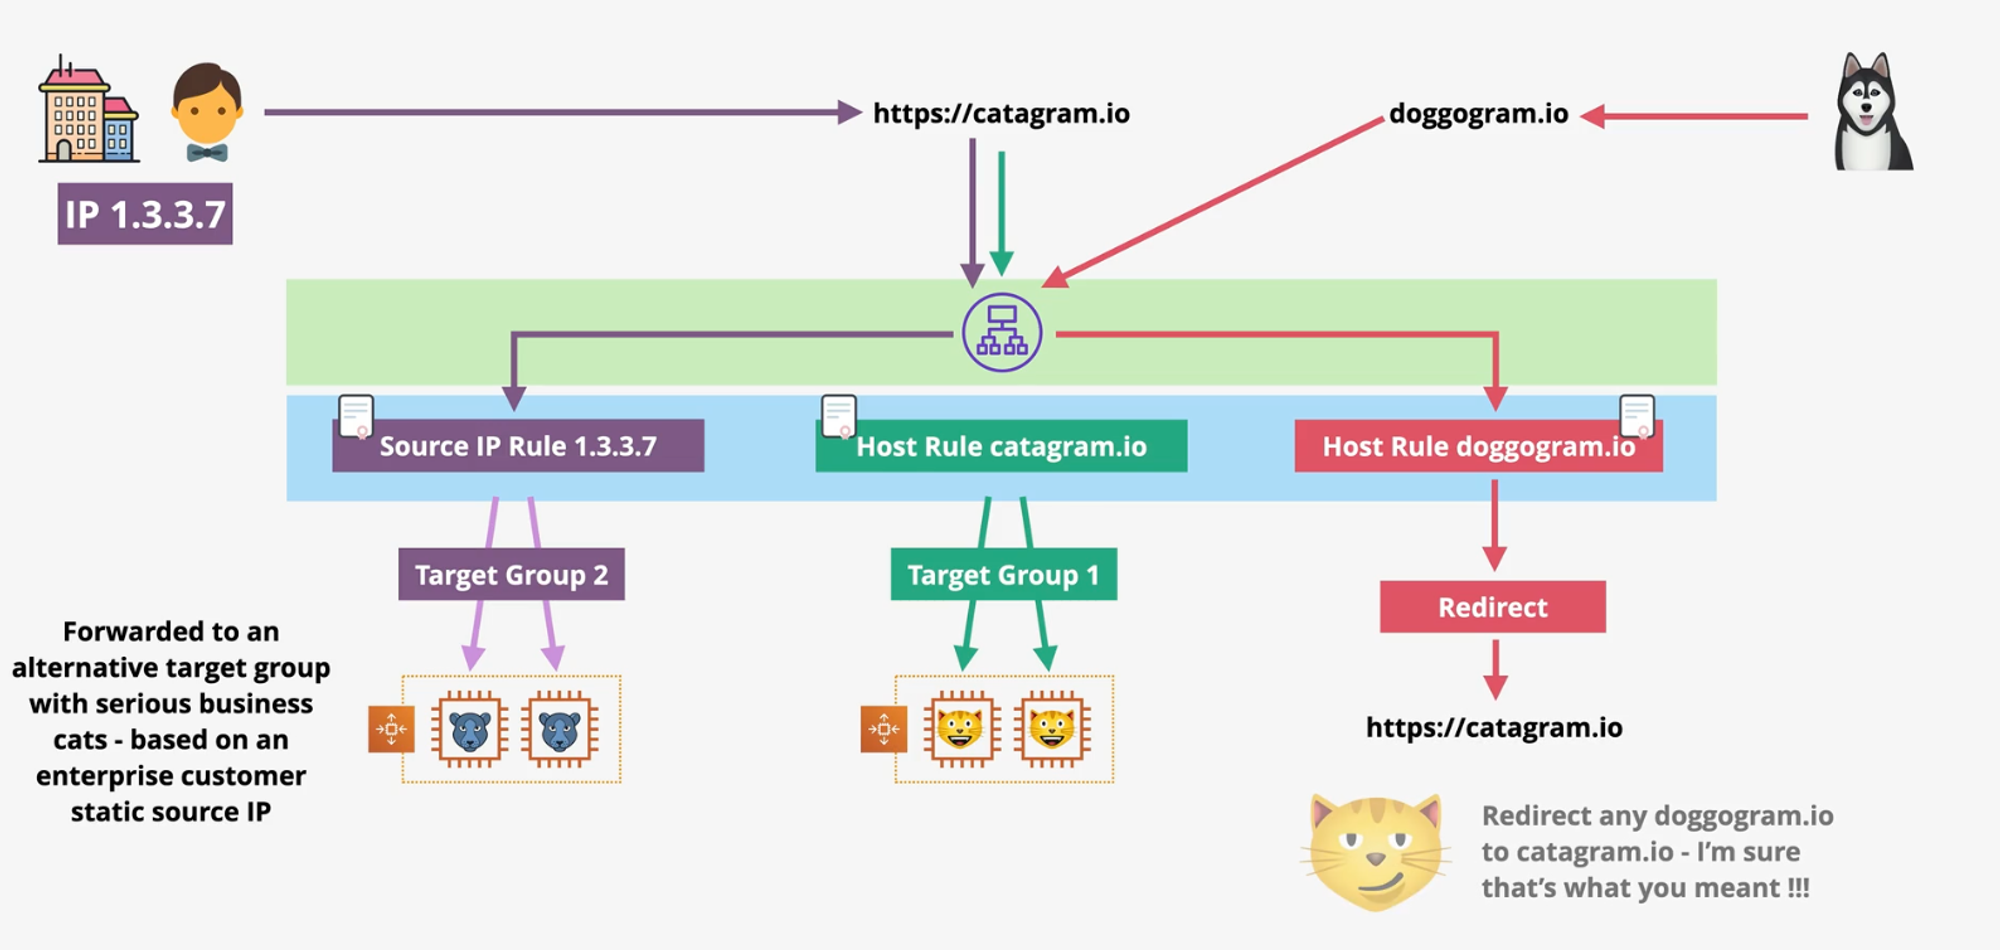 https://catagram.io
doggogram.io
IP 1.3.3.7
Source IP Rule 1.3.3.7
Host Rule catagram.io
Host Rule doggogram.io
Target Group 2
Target Group 1
Redirect
Forwarded to an
alternative target group
with serious business
cats - based on an
enterprise customer
static source IP
https://catagram.io
Redirect any doggogram.io
to catagram.io - I’m sure
that’s what you meant !!!